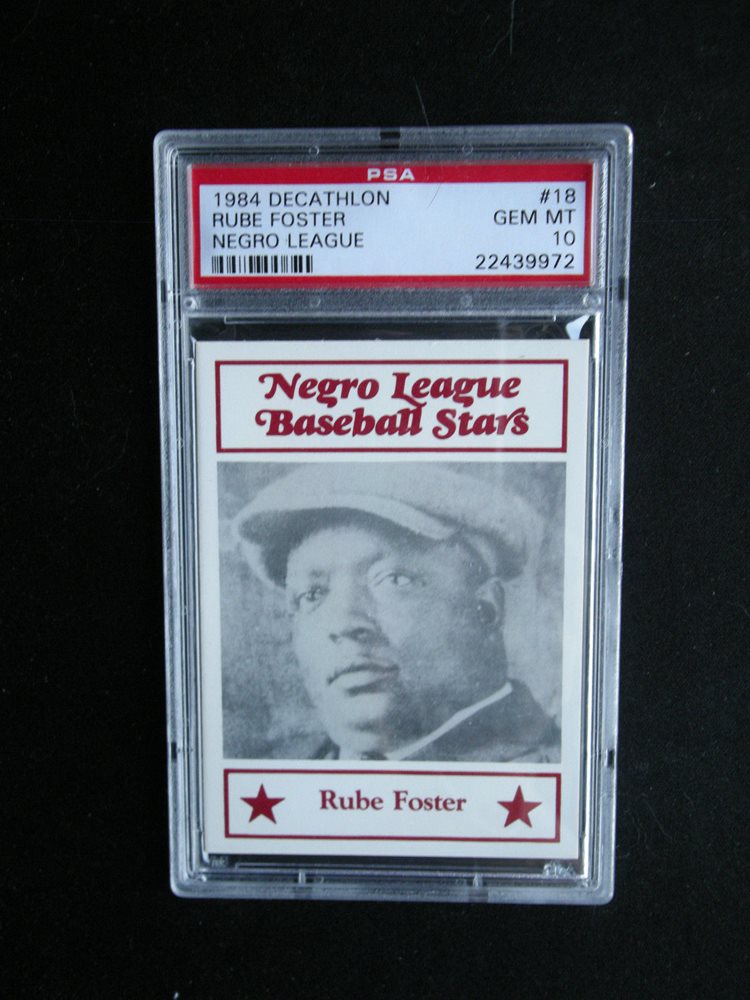 PSA
1984 DECATHLON #18
RUBE FOSTER GEM MT
NEGRO LEAGUE 10
22439972
Negro League
Baseball Stars
Rube Foster